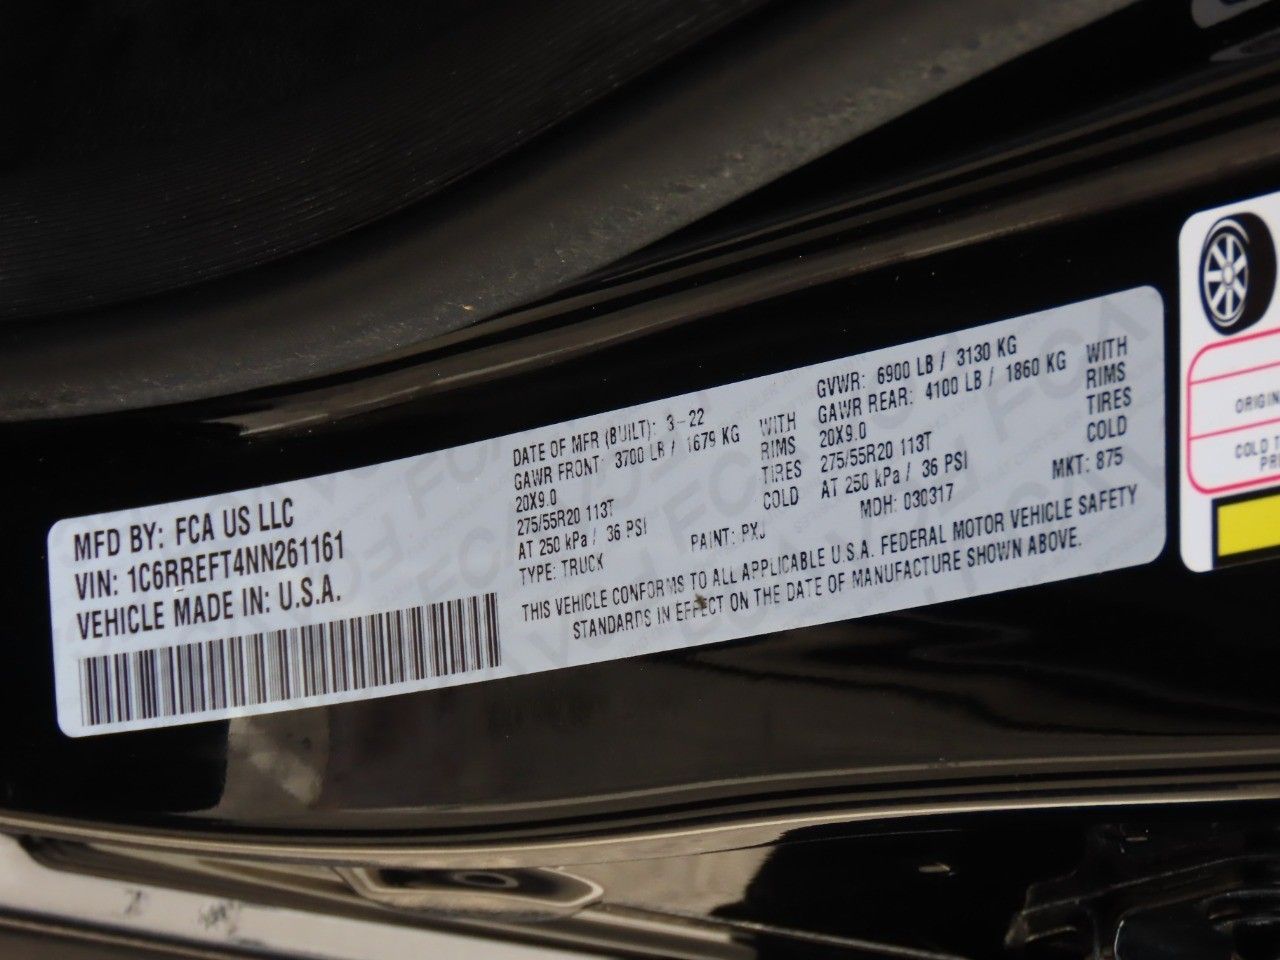 MFD BY: FCA US LLC
VIN: 1C6RREFT4NN261161
VEHICLE MADE IN: U.S.A.
DATE OF MFR (BUILT): 3-22
GAWR FRONT: 3700 LB / 1679 KG WITH
20X9.0 RIMS
275/55R20 113T TIRES
AT 250 kPa / 36 PSI COLD
TYPE: TRUCK PAINT: PXJ
GVWR: 6900 LB / 3130 KG
GAWR REAR: 4100 LB / 1860 KG WITH
20X9.0 RIMS
275/55R20 113T TIRES
AT 250 kPa / 36 PSI COLD
MDH: 030317 MKT: 875
THIS VEHICLE CONFORMS TO ALL APPLICABLE U.S.A. FEDERAL MOTOR VEHICLE SAFETY
STANDARDS IN EFFECT ON THE DATE OF MANUFACTURE SHOWN ABOVE.
ORIGIN
COLD